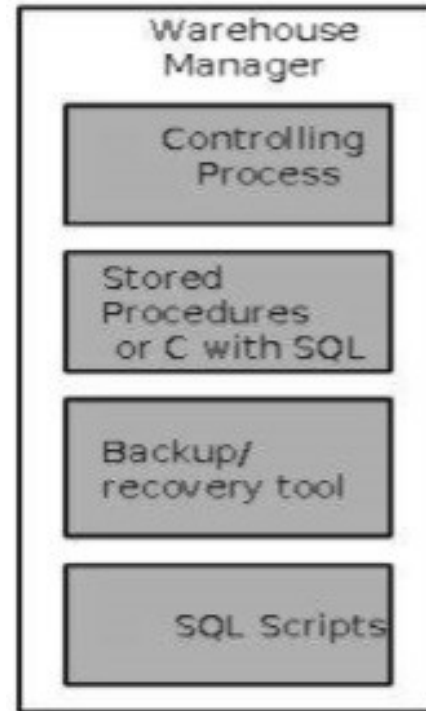 Warehouse
Manager
Controlling
Process
Stored
Procedures
or C with SQL
Backup/
recovery tool
SQL Scripts